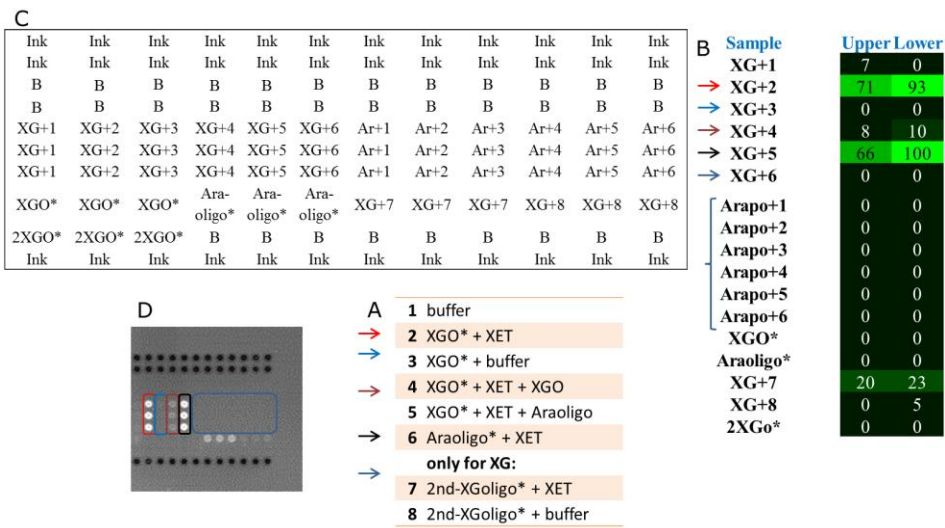 C
Ink Ink Ink Ink Ink Ink Ink Ink Ink Ink Ink Ink
Ink Ink Ink Ink Ink Ink Ink Ink Ink Ink Ink Ink
B B B B B B B B B B B B
B B B B B B B B B B B B
XG+1 XG+2 XG+3 XG+4 XG+5 XG+6 Ar+1 Ar+2 Ar+3 Ar+4 Ar+5 Ar+6
XG+1 XG+2 XG+3 XG+4 XG+5 XG+6 Ar+1 Ar+2 Ar+3 Ar+4 Ar+5 Ar+6
XG+1 XG+2 XG+3 XG+4 XG+5 XG+6 Ar+1 Ar+2 Ar+3 Ar+4 Ar+5 Ar+6
XGO* XGO* XGO* Ara-oligo* Ara-oligo* Ara-oligo* XG+7 XG+7 XG+7 XG+8 XG+8 XG+8
2XGO* 2XGO* 2XGO* B B B B B B B B B
Ink Ink Ink Ink Ink Ink Ink Ink Ink Ink Ink Ink
B
Sample Upper Lower
XG+1 7 0
XG+2 71 93
XG+3 0 0
XG+4 8 10
XG+5 66 100
XG+6 0 0
Arapo+1 0 0
Arapo+2 0 0
Arapo+3 0 0
Arapo+4 0 0
Arapo+5 0 0
Arapo+6 0 0
XGO* 0 0
Araoligo* 0 0
XG+7 20 23
XG+8 0 5
2XGo* 0 0
D
A
1 buffer
2 XGO* + XET
3 XGO* + buffer
4 XGO* + XET + XGO
5 XGO* + XET + Araoligo
6 Araoligo* + XET
only for XG:
7 2nd-XGoligo* + XET
8 2nd-XGoligo* + buffer